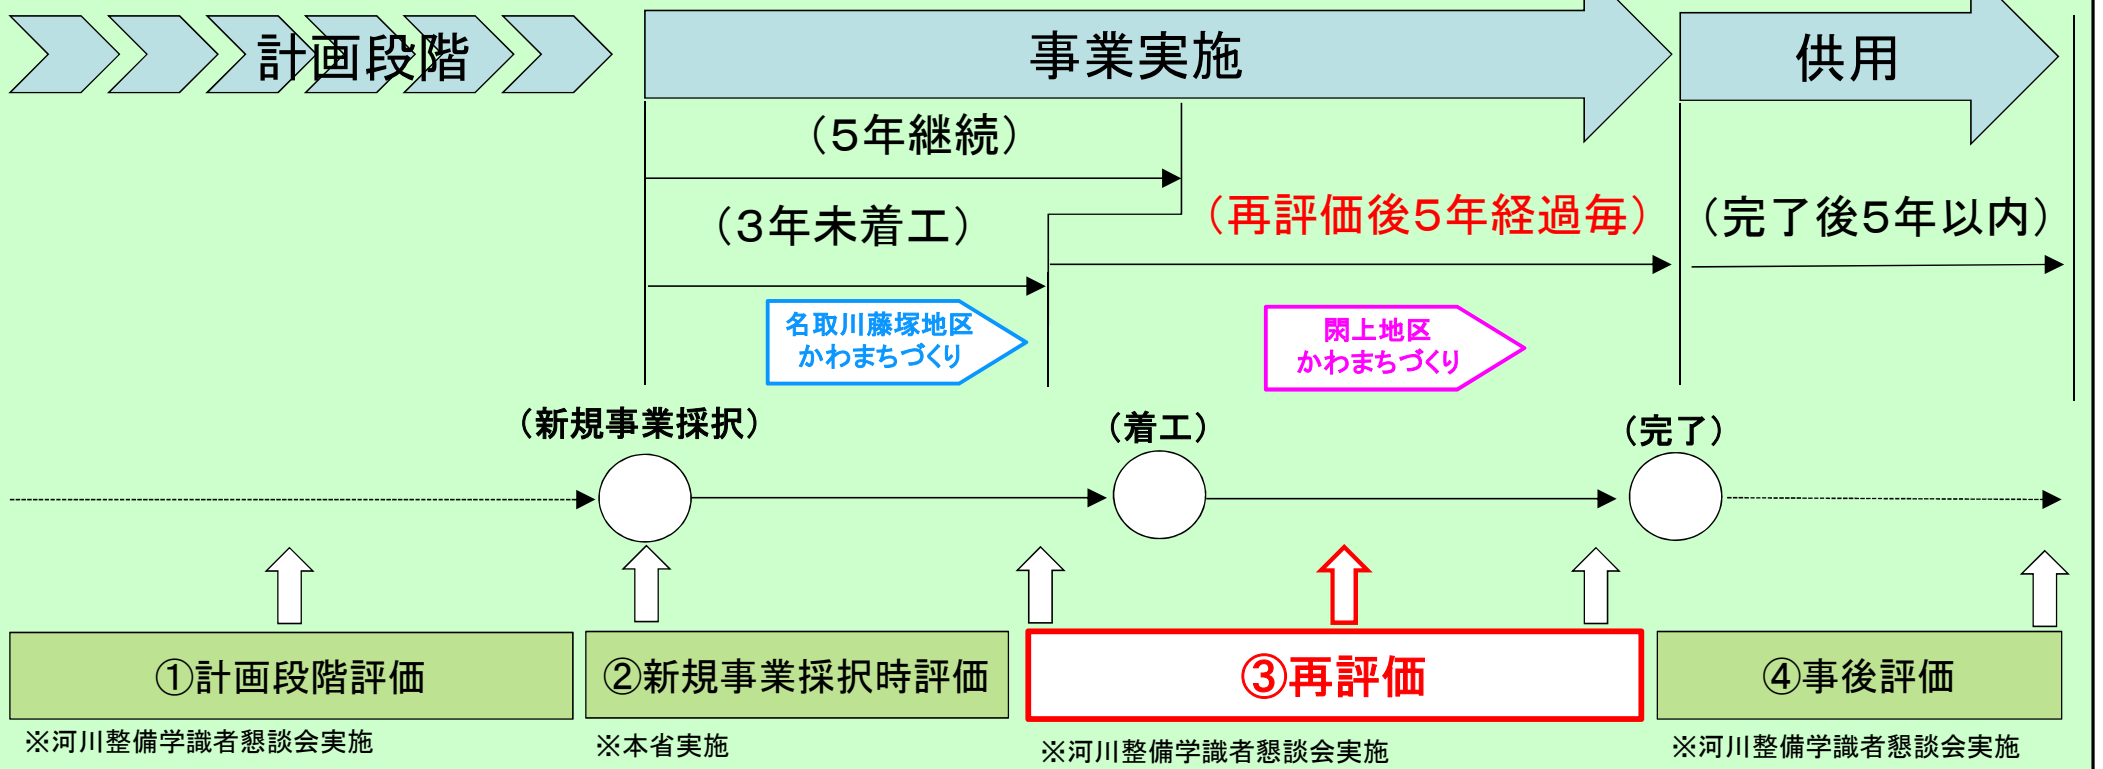 計画段階
事業実施
供用
（５年継続）
（３年未着工）
（再評価後５年経過毎）
（完了後５年以内）
名取川藤塚地区
かわまちづくり
閖上地区
かわまちづくり
（新規事業採択）
（着工）
（完了）
①計画段階評価
②新規事業採択時評価
③再評価
④事後評価
※河川整備学識者懇談会実施
※本省実施
※河川整備学識者懇談会実施
※河川整備学識者懇談会実施